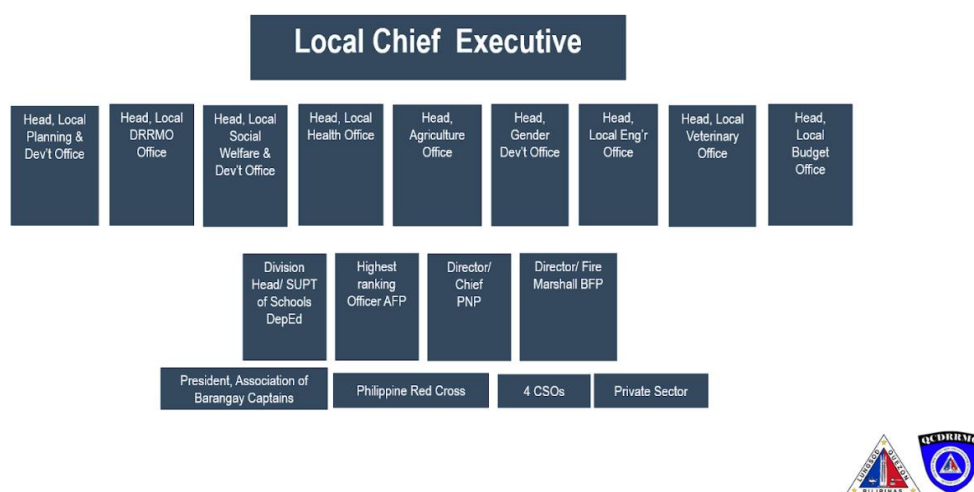 Local Chief Executive
Head, Local
Planning &
Dev't Office
Head, Local
DRRMO
Office
Head, Local
Social
Welfare &
Dev't Office
Head, Local
Health Office
Head,
Agriculture
Office
Head,
Gender
Dev't Office
Head,
Local Eng'r
Office
Head, Local
Veterinary
Office
Head,
Local
Budget
Office
Division
Head/ SUPT
of Schools
DepEd
Highest
ranking
Officer AFP
Director/
Chief
PNP
Director/ Fire
Marshall BFP
President, Association of
Barangay Captains
Philippine Red Cross
4 CSOs
Private Sector
LUNGSOD QUEZON
PILIPINAS
QCDRRMO